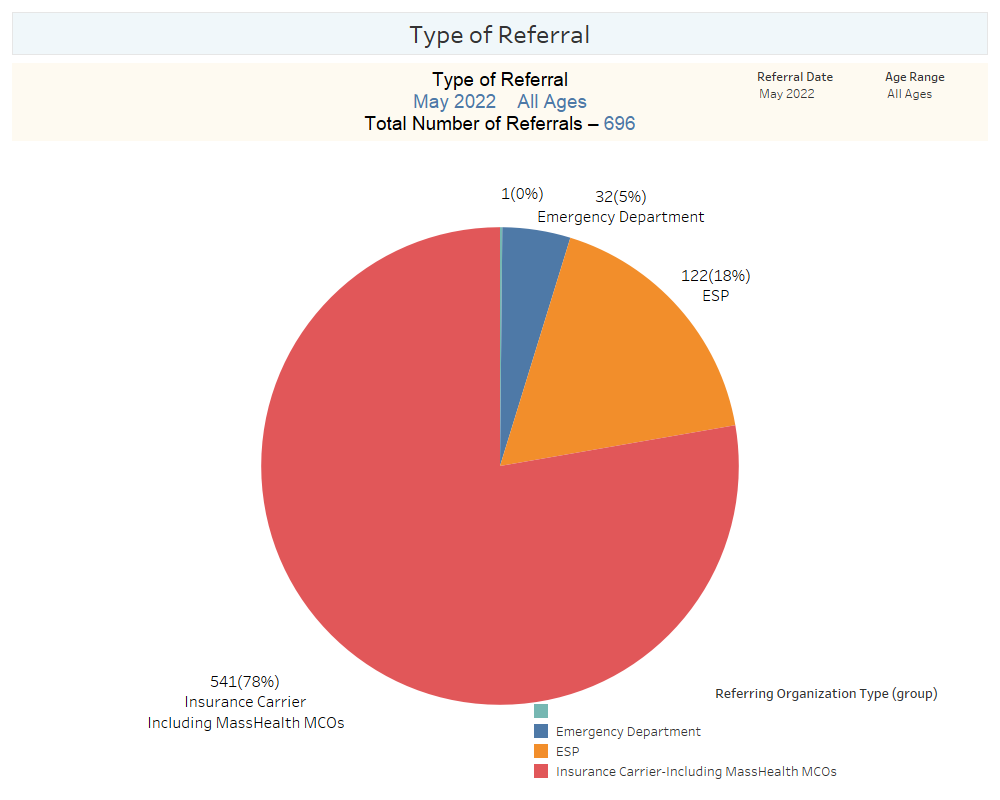 Type of Referral
Type of Referral
May 2022 All Ages
Total Number of Referrals – 696
Referral Date
May 2022
Age Range
All Ages
1(0%)
32(5%)
Emergency Department
122(18%)
ESP
541(78%)
Insurance Carrier
Including MassHealth MCOs
Referring Organization Type (group)
Emergency Department
ESP
Insurance Carrier-Including MassHealth MCOs